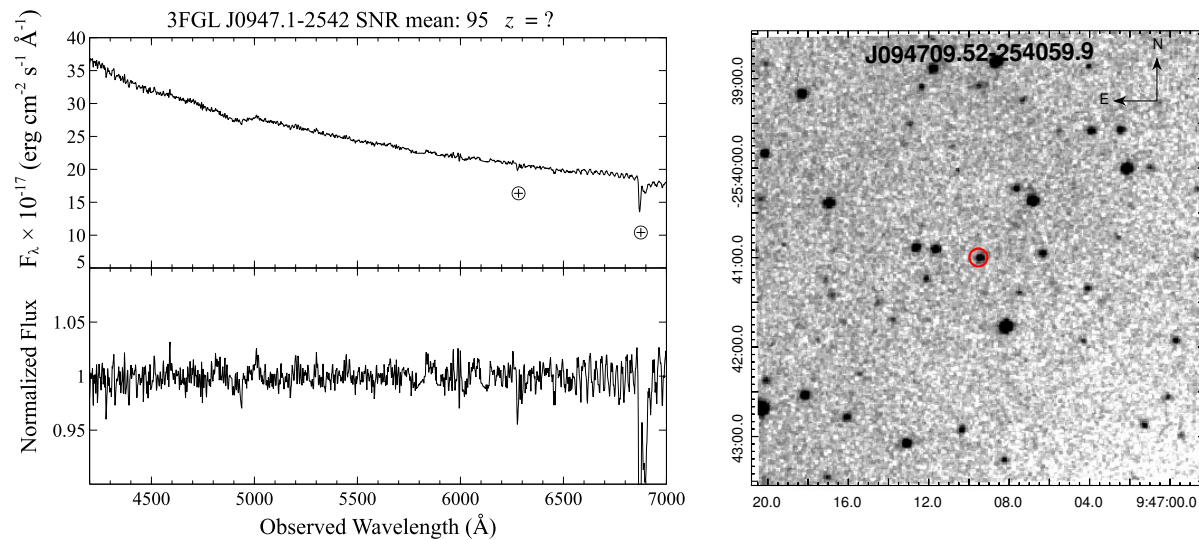 3FGL J0947.1-2542 SNR mean: 95 z = ?
Fλ × 10⁻¹⁷ (erg cm⁻² s⁻¹ Å⁻¹)
40
35
30
25
20
15
10
5
⊕
⊕
Normalized Flux
1.05
1
0.95
4500 5000 5500 6000 6500 7000
Observed Wavelength (Å)
J094709.52-254059.9
N
E
39:00.0
-25:40:00.0
41:00.0
42:00.0
43:00.0
20.0 16.0 12.0 08.0 04.0 9:47:00.0